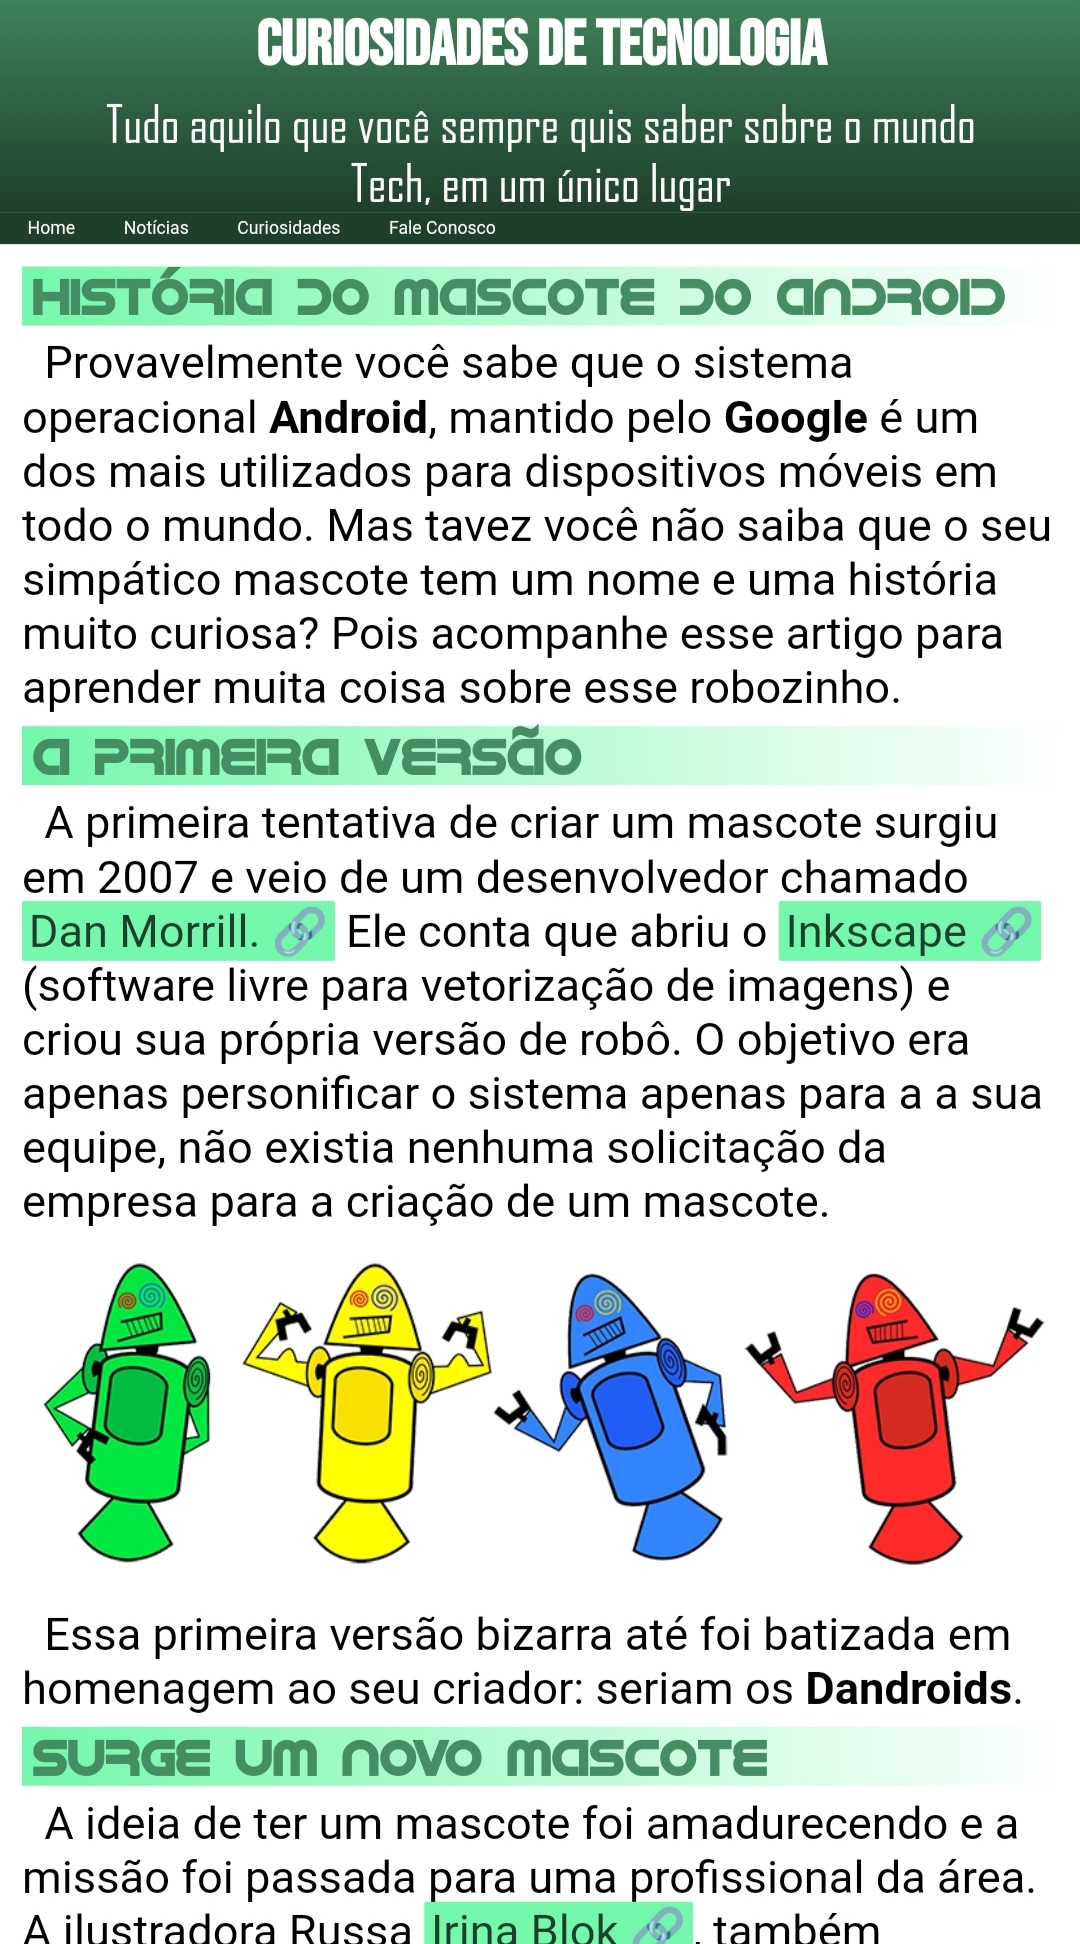 CURIOSIDADES DE TECNOLOGIA
Tudo aquilo que você sempre quis saber sobre o mundo
Tech, em um único lugar
Home Notícias Curiosidades Fale Conosco
HISTÓRIA DO MASCOTE DO ANDROID
Provavelmente você sabe que o sistema
operacional Android, mantido pelo Google é um
dos mais utilizados para dispositivos móveis em
todo o mundo. Mas tavez você não saiba que o seu
simpático mascote tem um nome e uma história
muito curiosa? Pois acompanhe esse artigo para
aprender muita coisa sobre esse robozinho.
A PRIMEIRA VERSÃO
A primeira tentativa de criar um mascote surgiu
em 2007 e veio de um desenvolvedor chamado
Dan Morrill. 🔗 Ele conta que abriu o Inkscape 🔗
(software livre para vetorização de imagens) e
criou sua própria versão de robô. O objetivo era
apenas personificar o sistema apenas para a a sua
equipe, não existia nenhuma solicitação da
empresa para a criação de um mascote.
Essa primeira versão bizarra até foi batizada em
homenagem ao seu criador: seriam os Dandroids.
SURGE UM NOVO MASCOTE
A ideia de ter um mascote foi amadurecendo e a
missão foi passada para uma profissional da área.
A ilustradora Russa Irina Blok 🔗, também